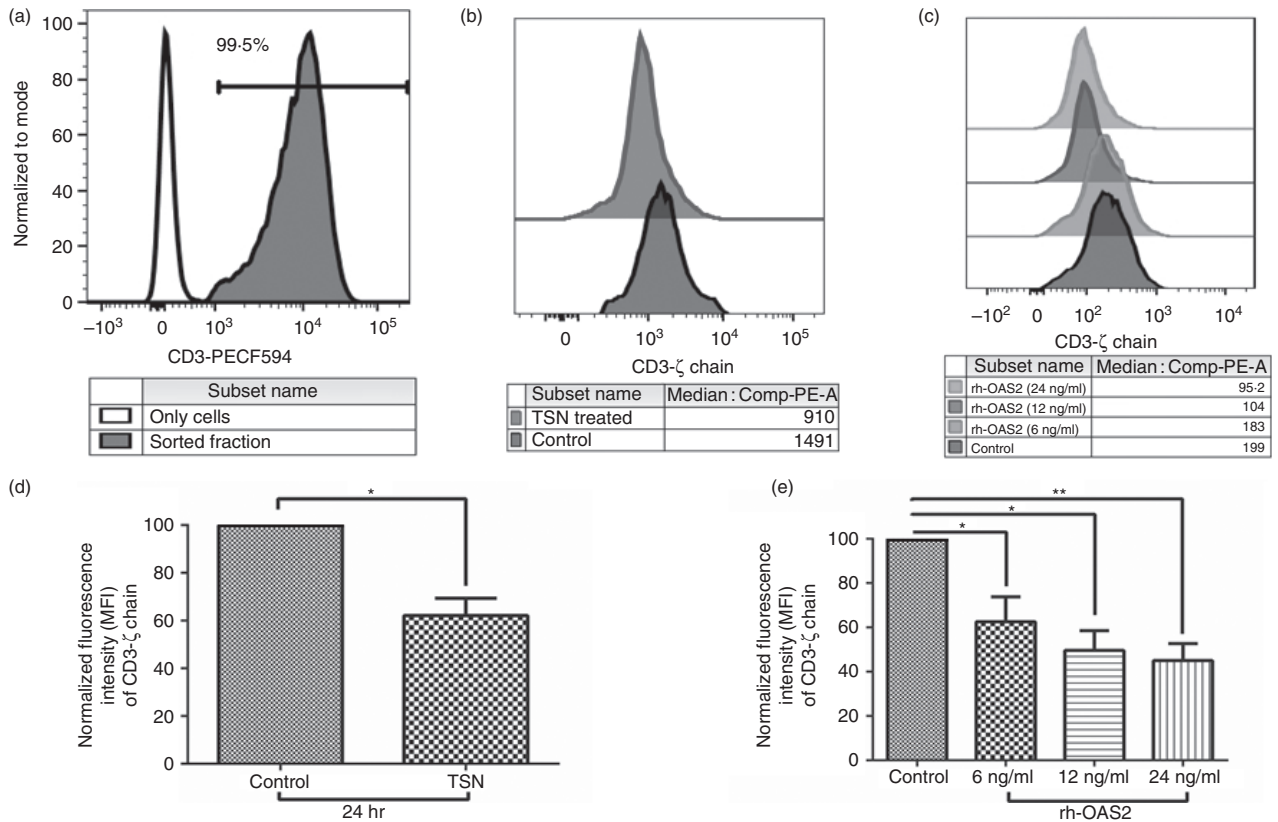 (a)
99·5%
Normalized to mode
100
80
60
40
20
0
−10³ 0 10³ 10⁴ 10⁵
CD3-PECF594
Subset name
Only cells
Sorted fraction
(b)
0 10³ 10⁴ 10⁵
CD3-ζ chain
Subset name Median : Comp-PE-A
TSN treated 910
Control 1491
(c)
−10² 0 10² 10³ 10⁴
CD3-ζ chain
Subset name Median : Comp-PE-A
rh-OAS2 (24 ng/ml) 95·2
rh-OAS2 (12 ng/ml) 104
rh-OAS2 (6 ng/ml) 183
Control 199
(d)
*
Normalized fluorescence
intensity (MFI)
of CD3-ζ chain
100
80
60
40
20
0
Control TSN
24 hr
(e)
**
*
*
Normalized fluorescence
intensity (MFI)
of CD3-ζ chain
100
80
60
40
20
0
Control 6 ng/ml 12 ng/ml 24 ng/ml
rh-OAS2